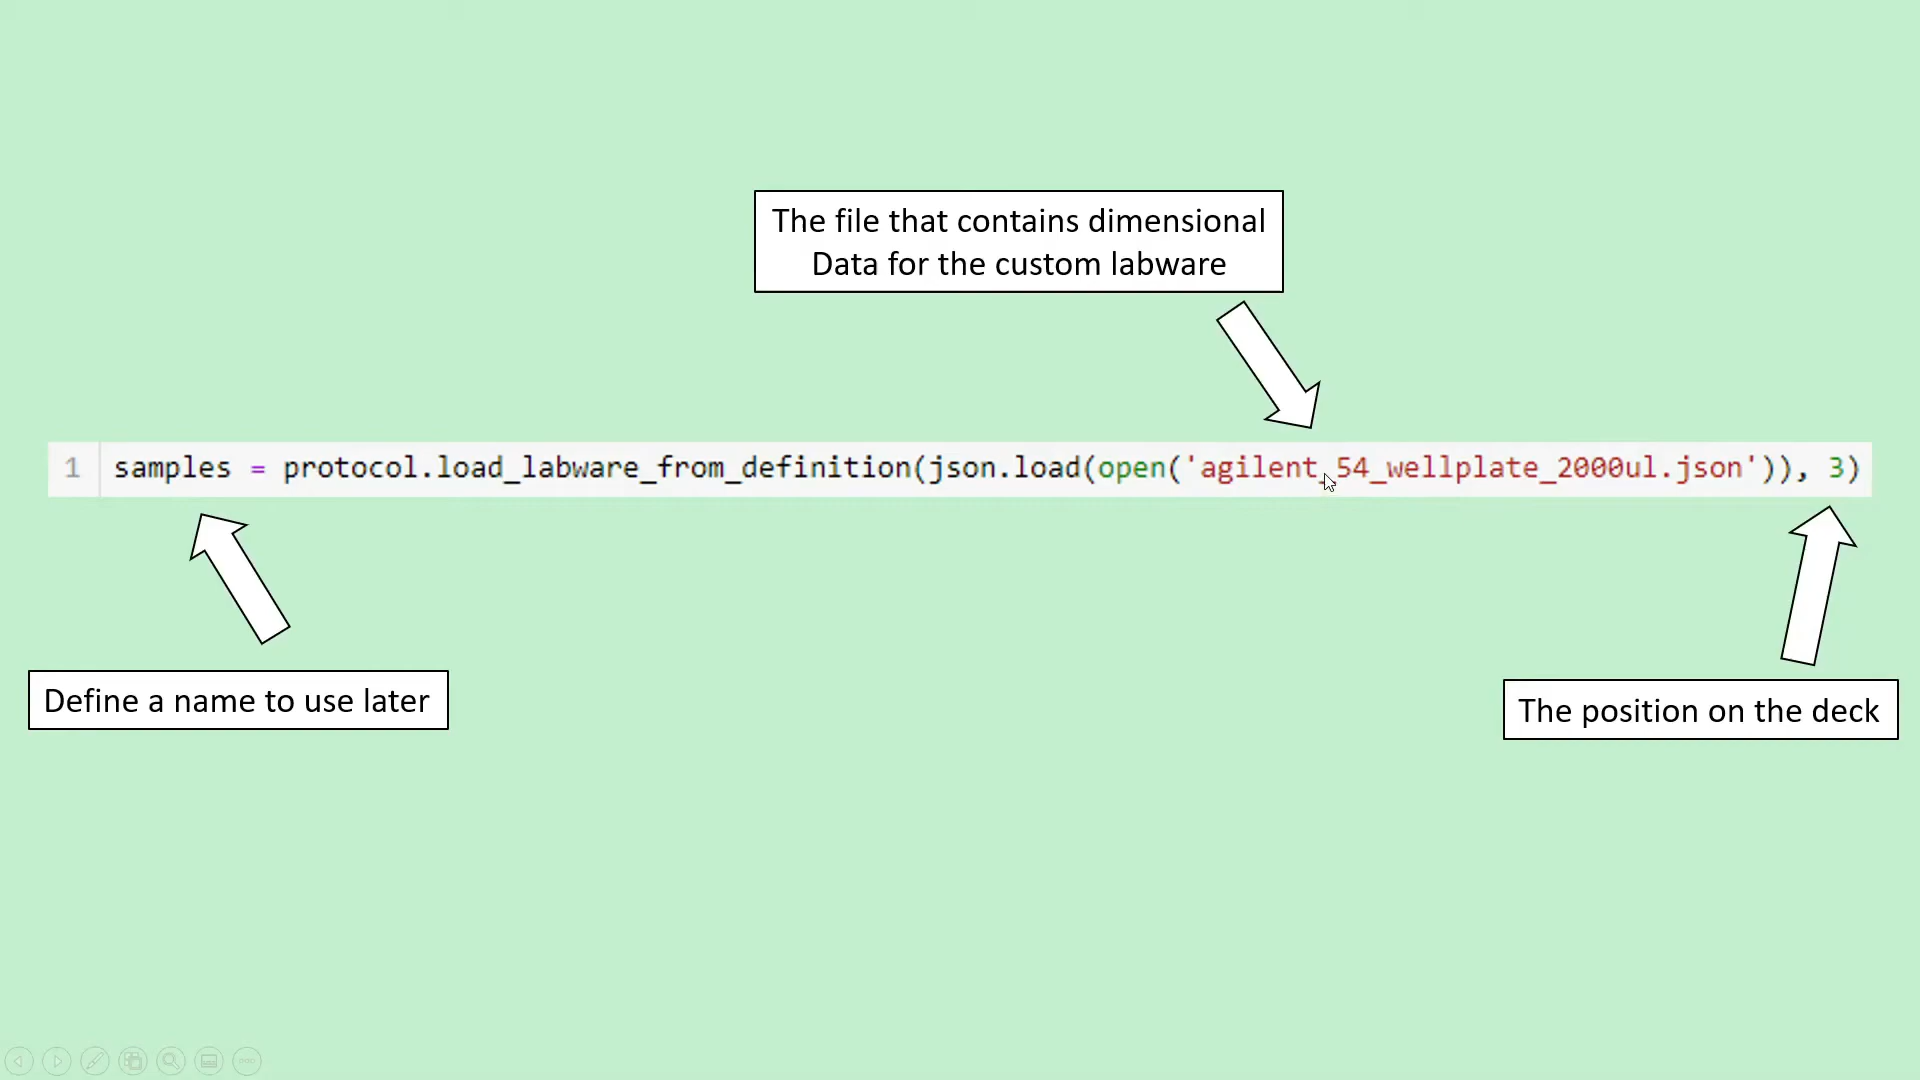 The file that contains dimensional
Data for the custom labware
1 samples = protocol.load_labware_from_definition(json.load(open('agilent_54_wellplate_2000ul.json')), 3)
Define a name to use later
The position on the deck